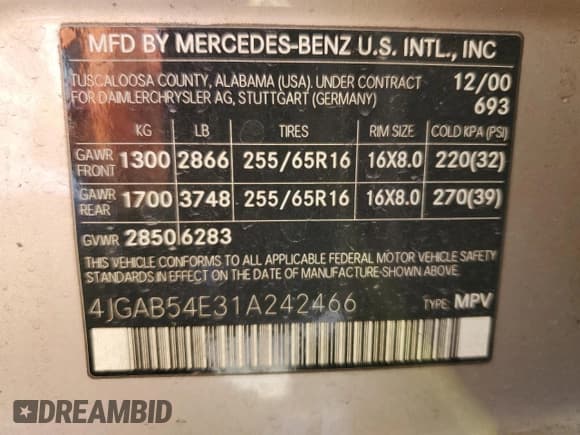 MFD BY MERCEDES-BENZ U.S. INTL., INC
TUSCALOOSA COUNTY, ALABAMA (USA). UNDER CONTRACT 12/00
FOR DAIMLERCHRYSLER AG, STUTTGART (GERMANY) 693
KG LB TIRES RIM SIZE COLD KPA (PSI)
GAWR FRONT 1300 2866 255/65R16 16X8.0 220(32)
GAWR REAR 1700 3748 255/65R16 16X8.0 270(39)
GVWR 2850 6283
THIS VEHICLE CONFORMS TO ALL APPLICABLE FEDERAL MOTOR VEHICLE SAFETY
STANDARDS IN EFFECT ON THE DATE OF MANUFACTURE SHOWN ABOVE.
4JGAB54E31A242466 TYPE: MPV
DREAMBID